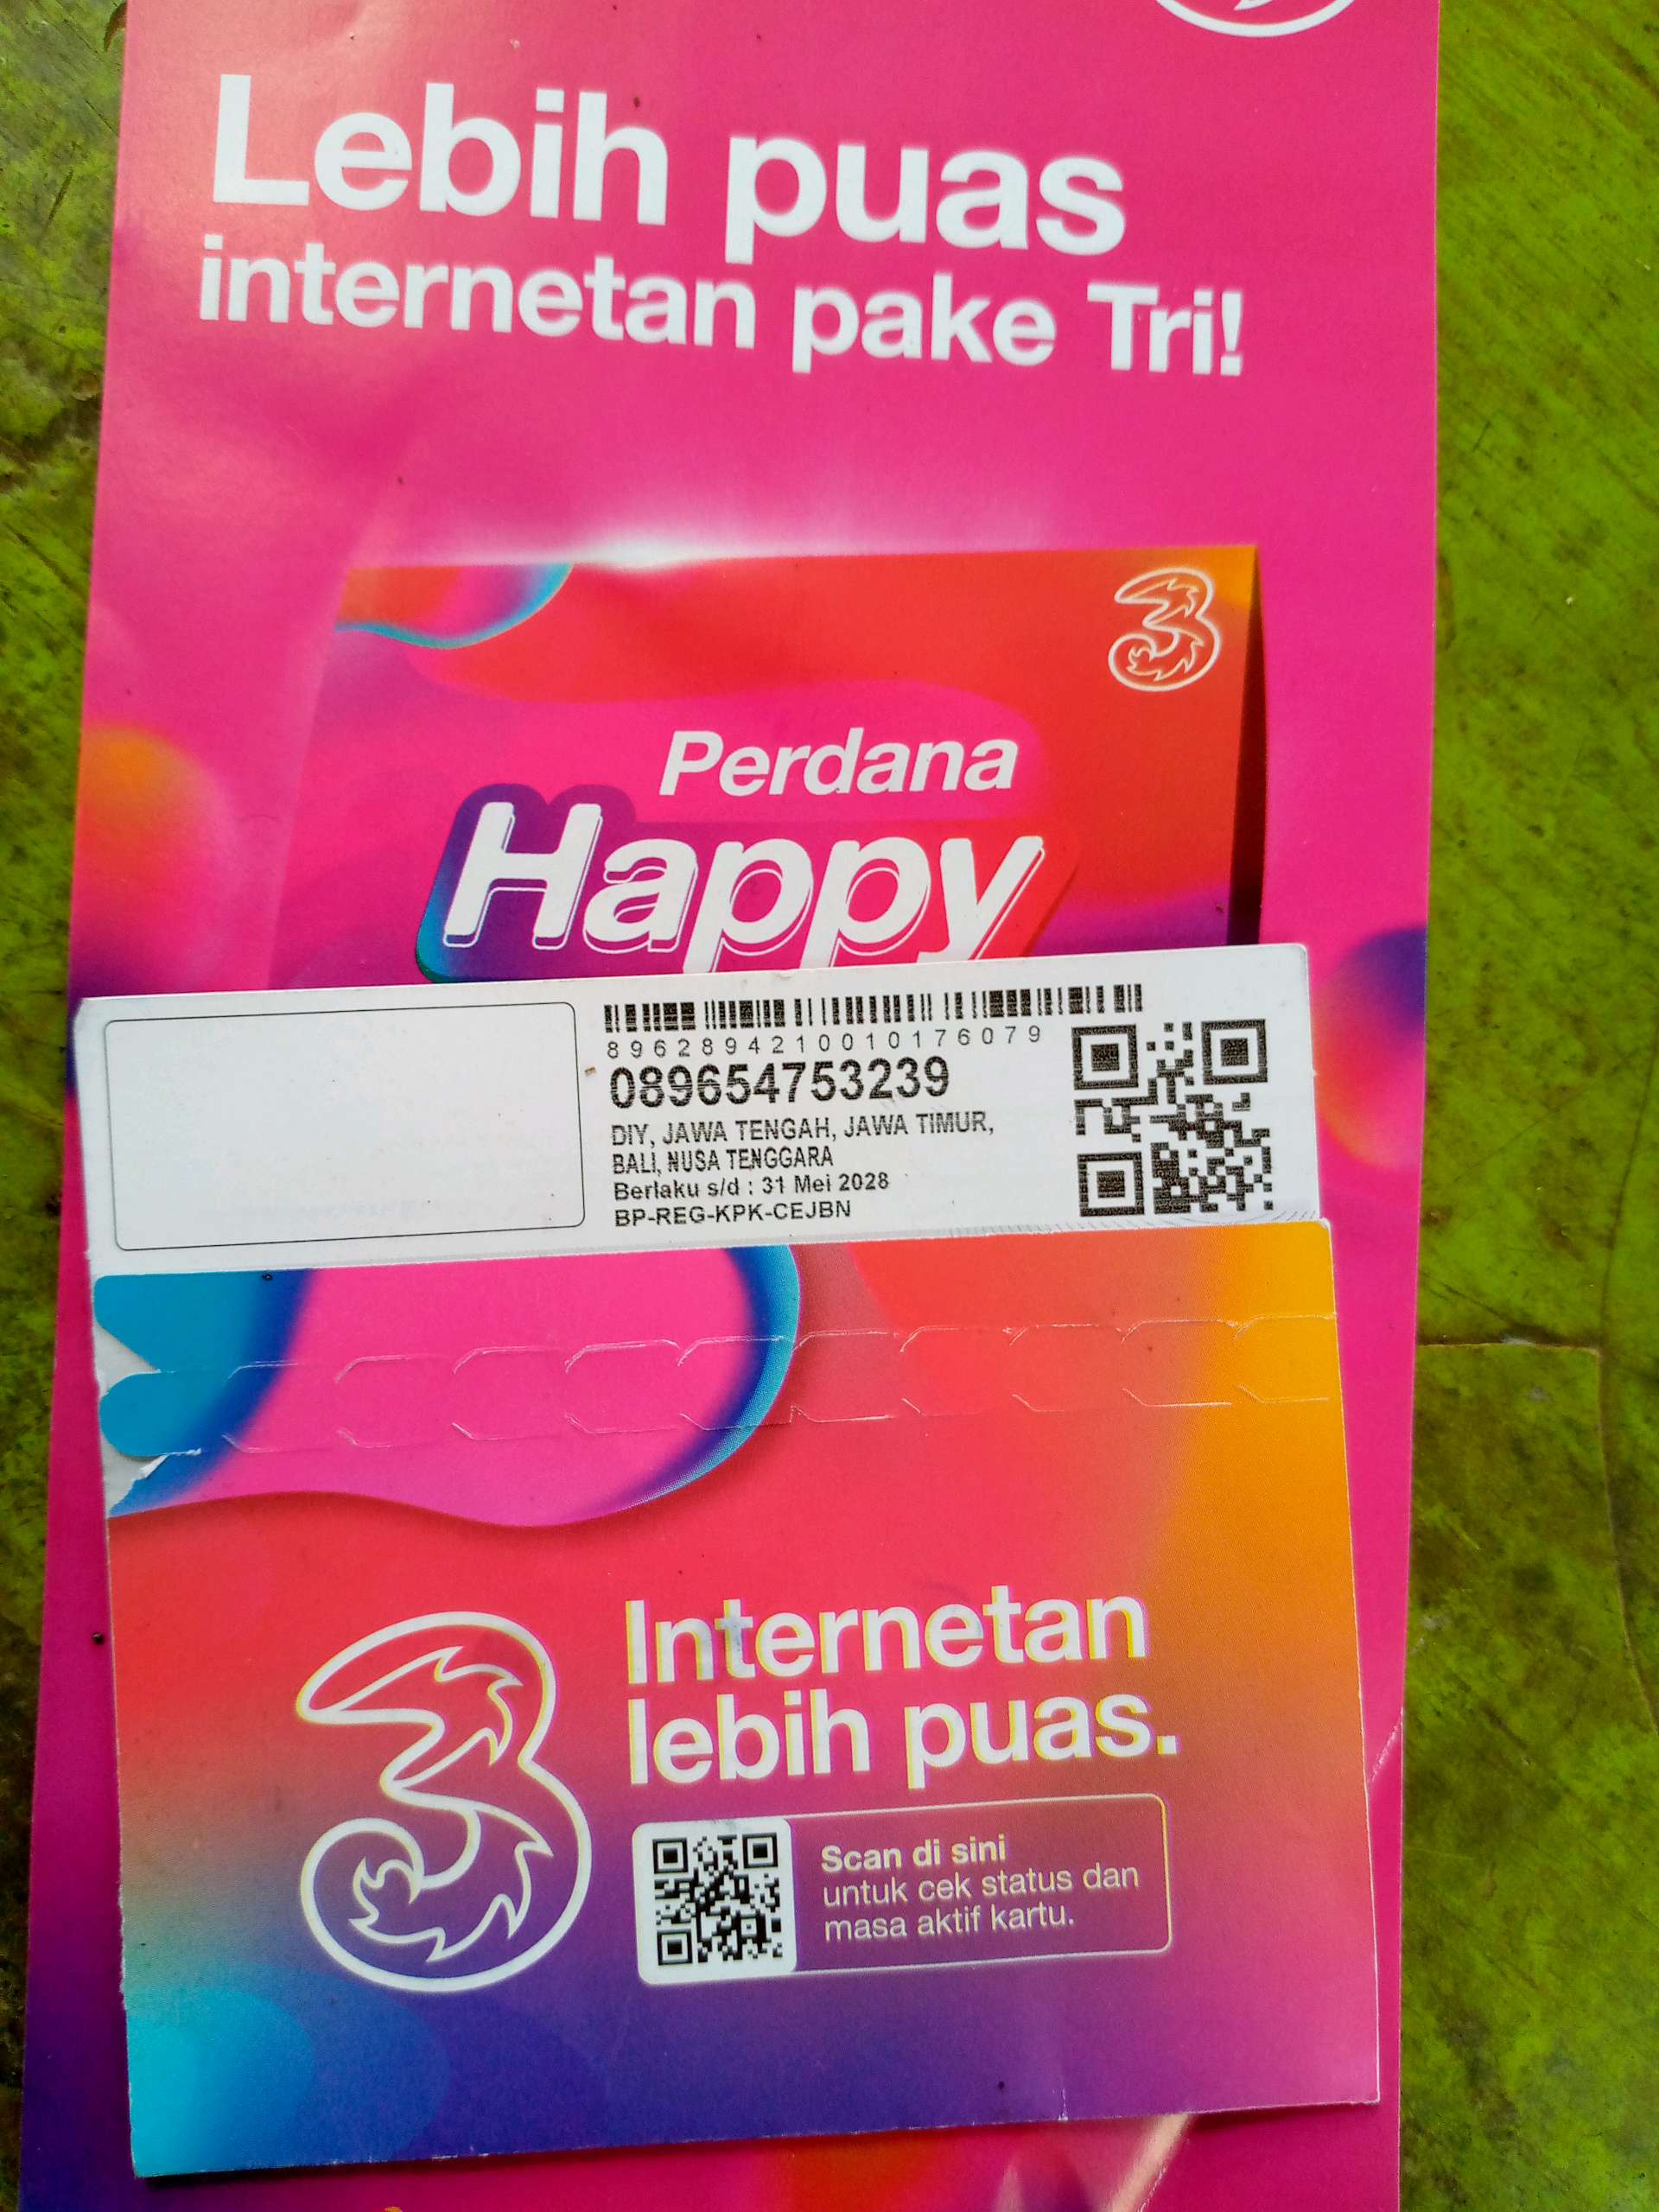 Lebih puas
internetan pake Tri!
3
Perdana
Happy
8962894210010176079
089654753239
DIY, JAWA TENGAH, JAWA TIMUR,
BALI, NUSA TENGGARA
Berlaku s/d : 31 Mei 2028
BP-REG-KPK-CEJBN
3
Internetan
lebih puas.
Scan di sini
untuk cek status dan
masa aktif kartu.